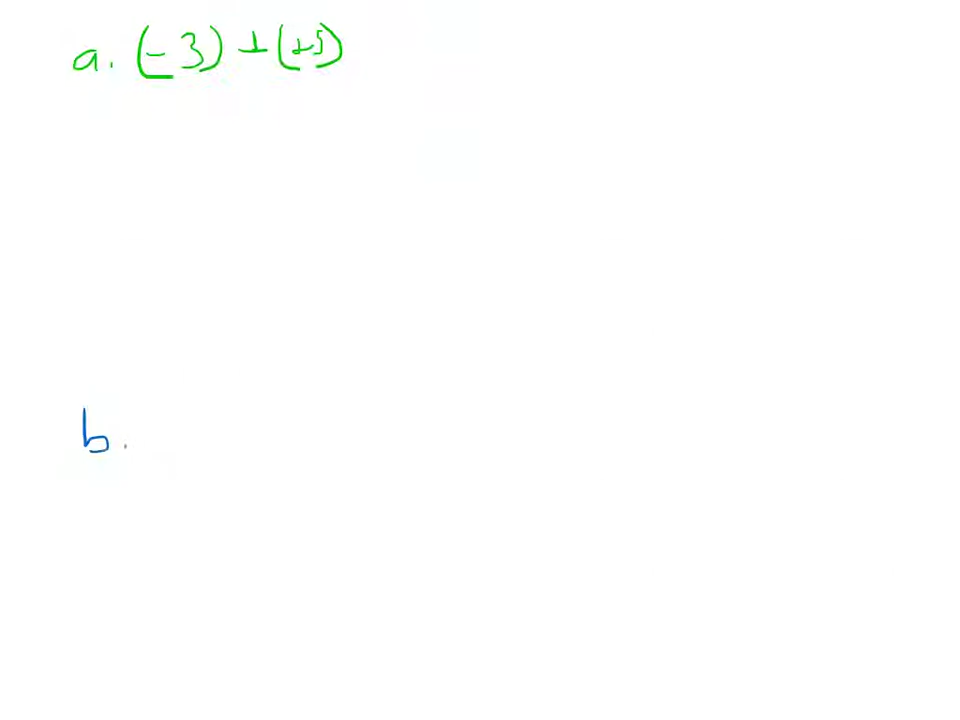 a. (-3) + (+5)
b.